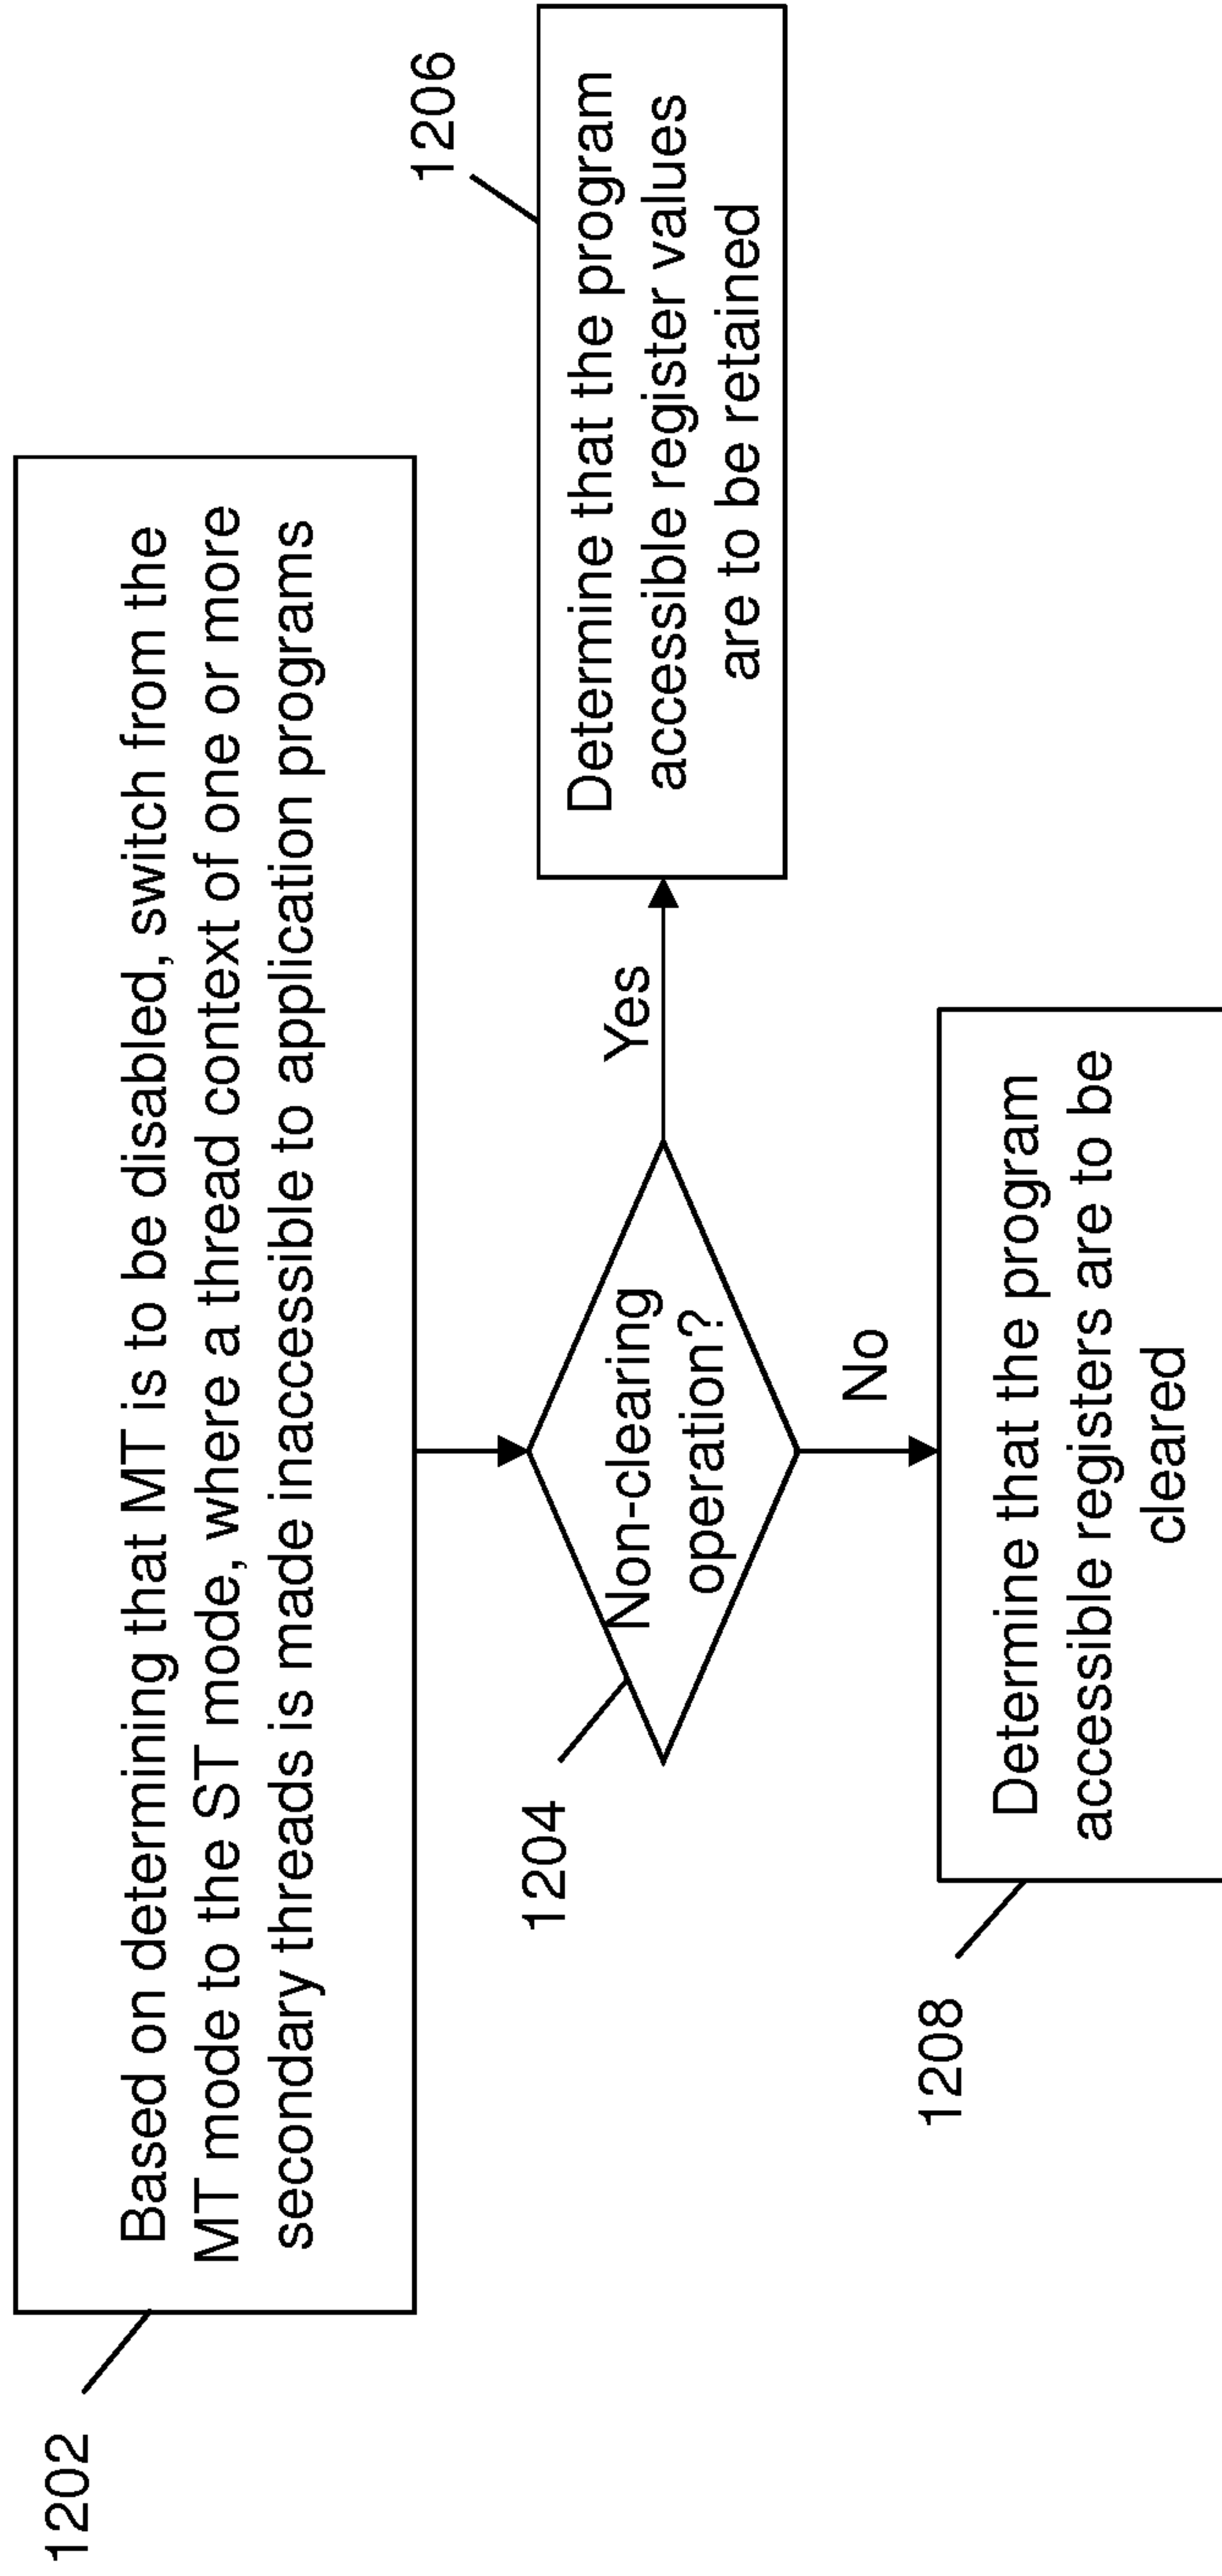 1202
Based on determining that MT is to be disabled, switch from the
MT mode to the ST mode, where a thread context of one or more
secondary threads is made inaccessible to application programs
1204
Non-clearing
operation?
Yes
1206
Determine that the program
accessible register values
are to be retained
No
1208
Determine that the program
accessible registers are to be
cleared